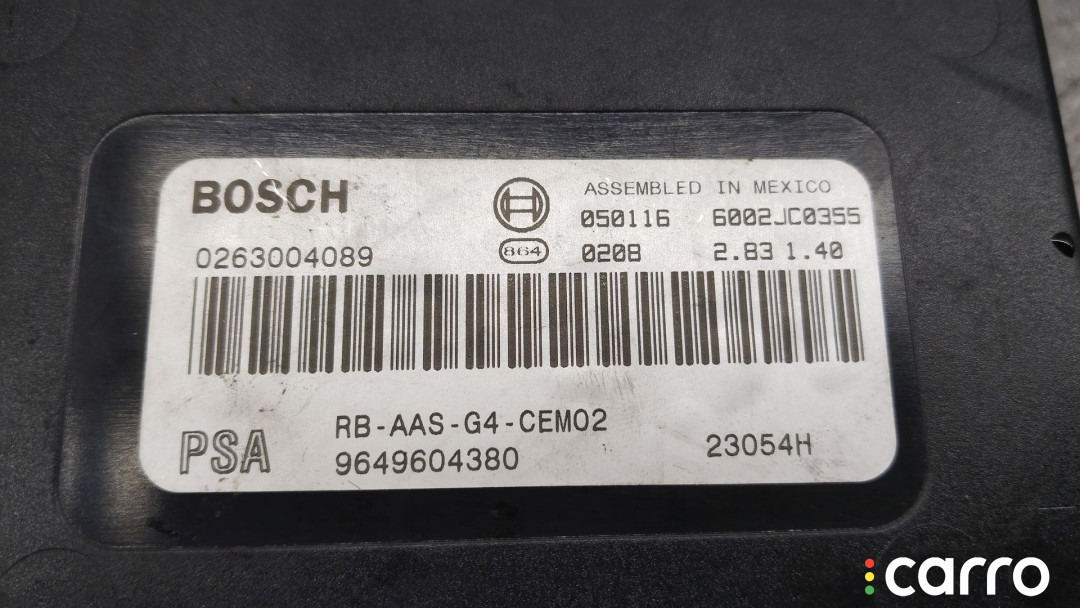 BOSCH
ASSEMBLED IN MEXICO
050116 6002JC0355
0263004089
864
0208 2.83 1.40
RB-AAS-G4-CEM02
PSA
9649604380
23054H
carro